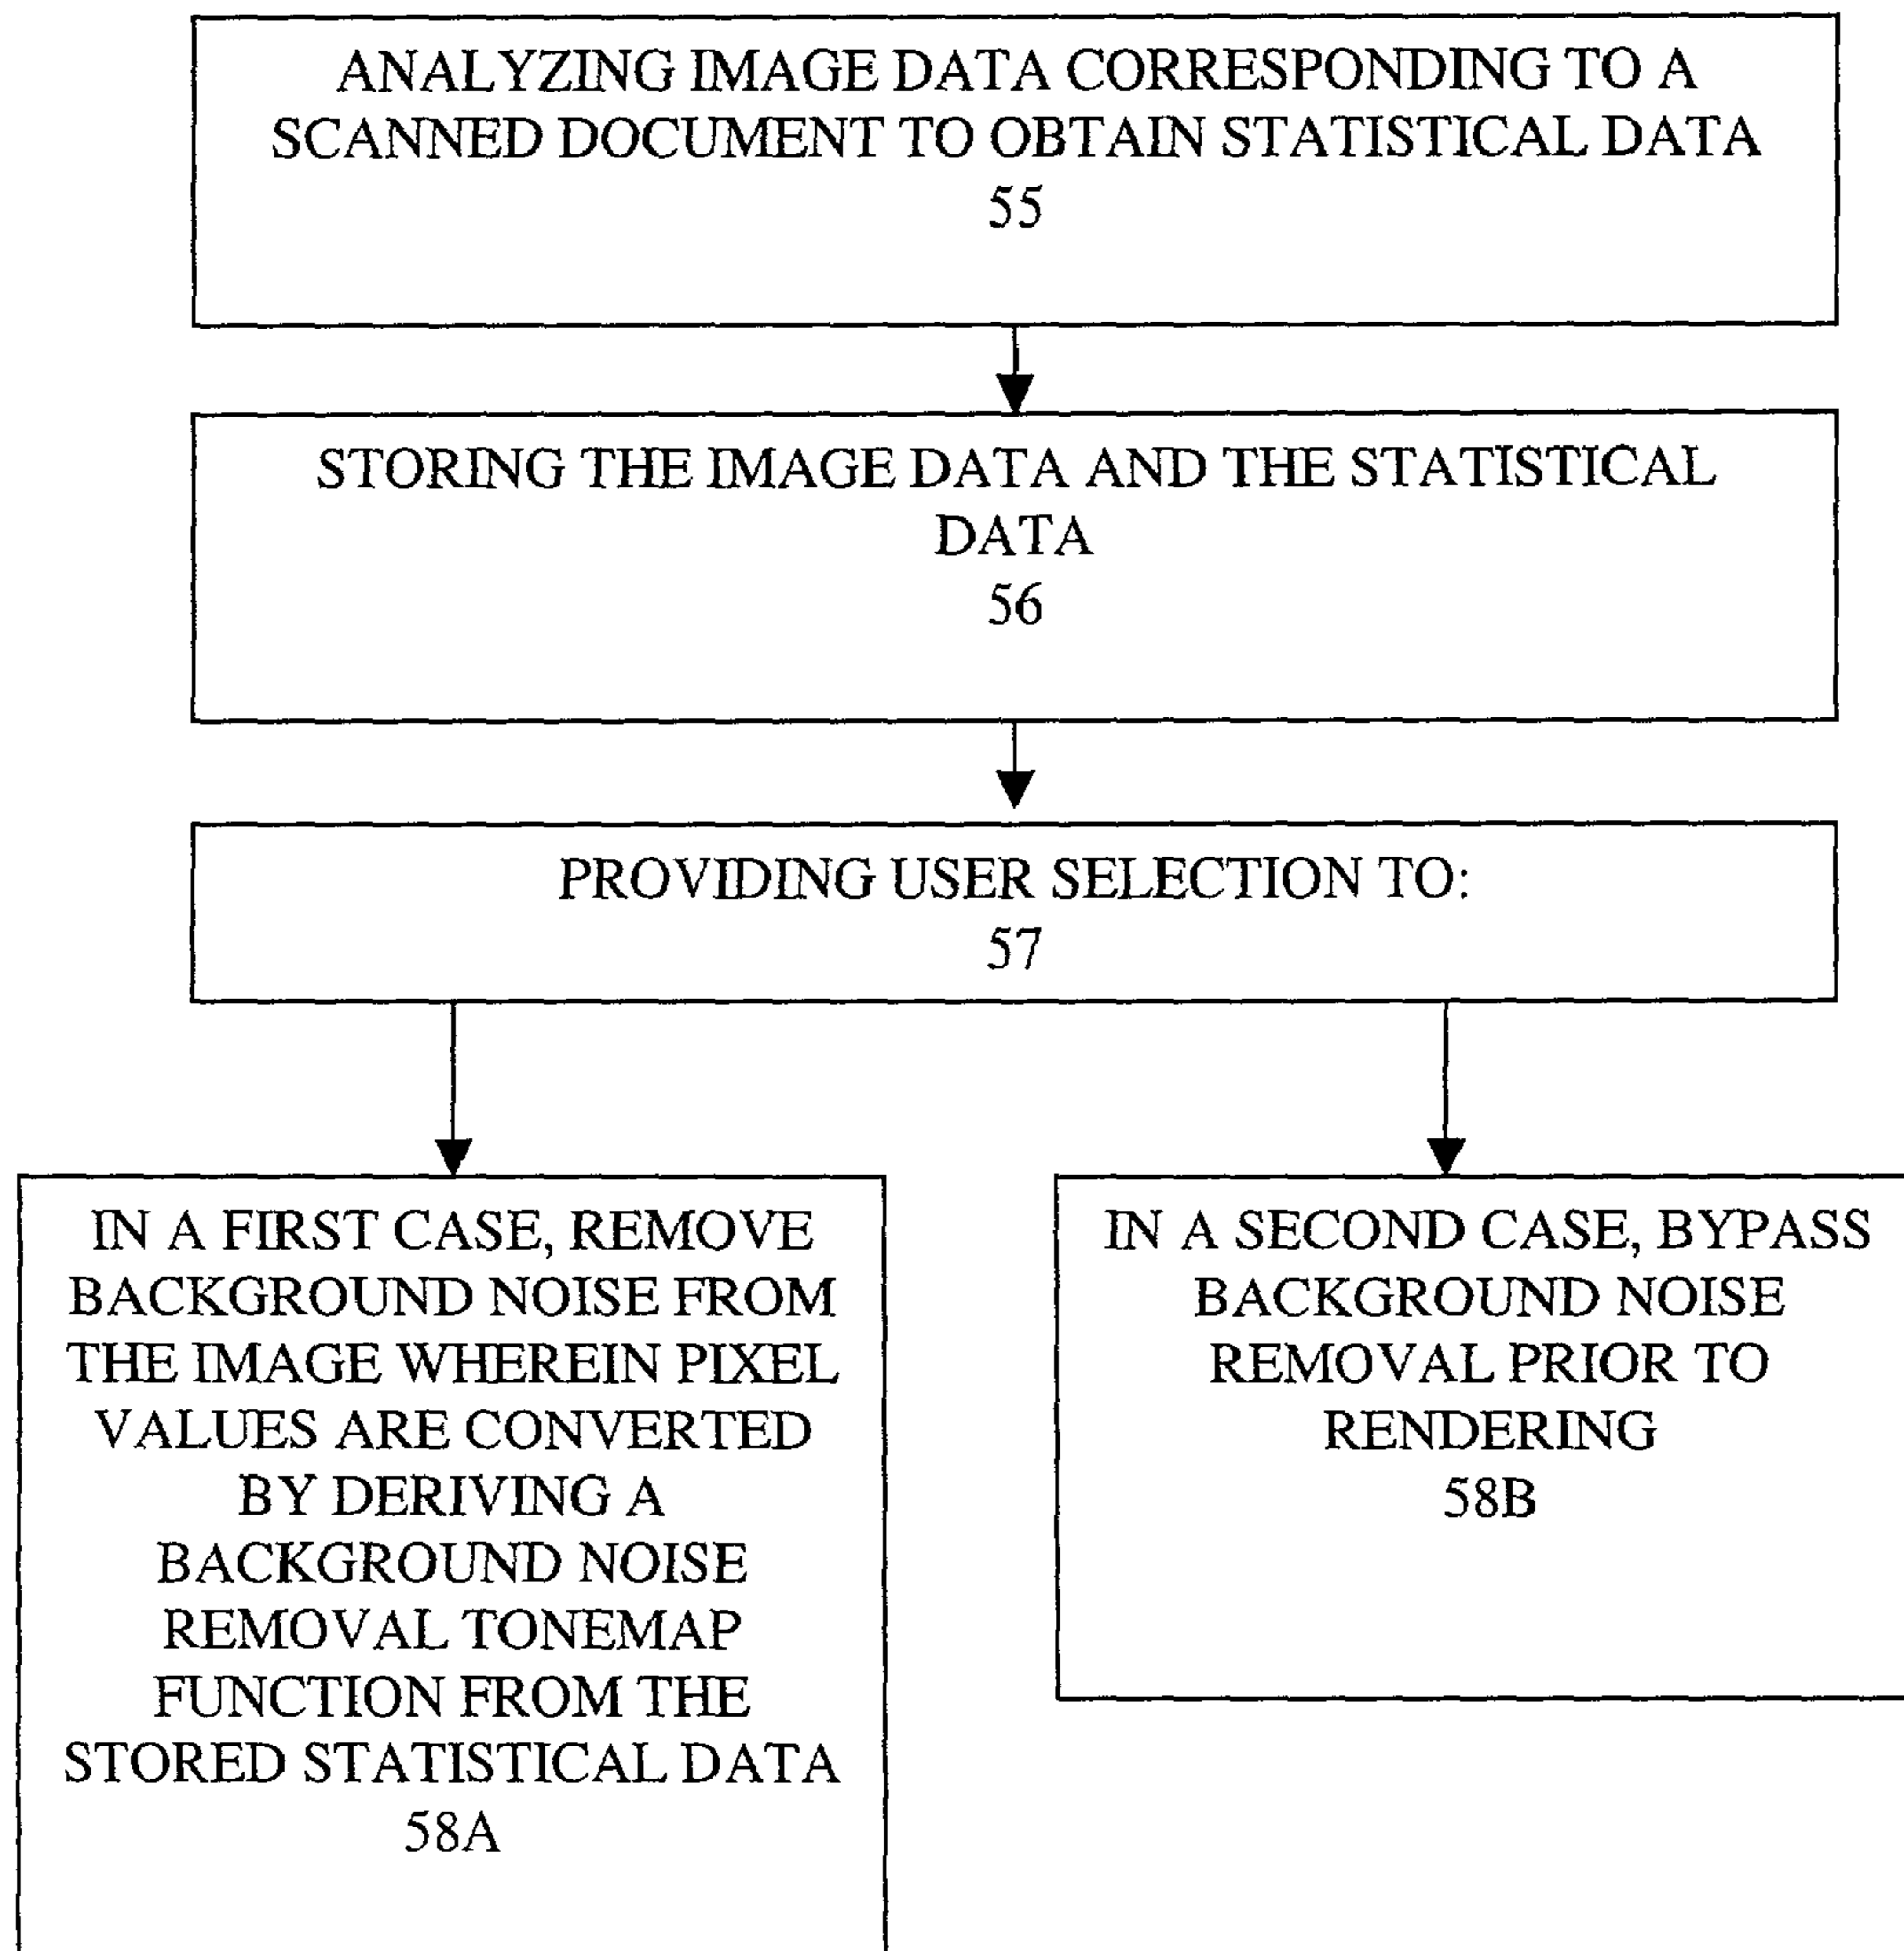 ANALYZING IMAGE DATA CORRESPONDING TO A
SCANNED DOCUMENT TO OBTAIN STATISTICAL DATA
55
STORING THE IMAGE DATA AND THE STATISTICAL
DATA
56
PROVIDING USER SELECTION TO:
57
IN A FIRST CASE, REMOVE
BACKGROUND NOISE FROM
THE IMAGE WHEREIN PIXEL
VALUES ARE CONVERTED
BY DERIVING A
BACKGROUND NOISE
REMOVAL TONEMAP
FUNCTION FROM THE
STORED STATISTICAL DATA
58A
IN A SECOND CASE, BYPASS
BACKGROUND NOISE
REMOVAL PRIOR TO
RENDERING
58B